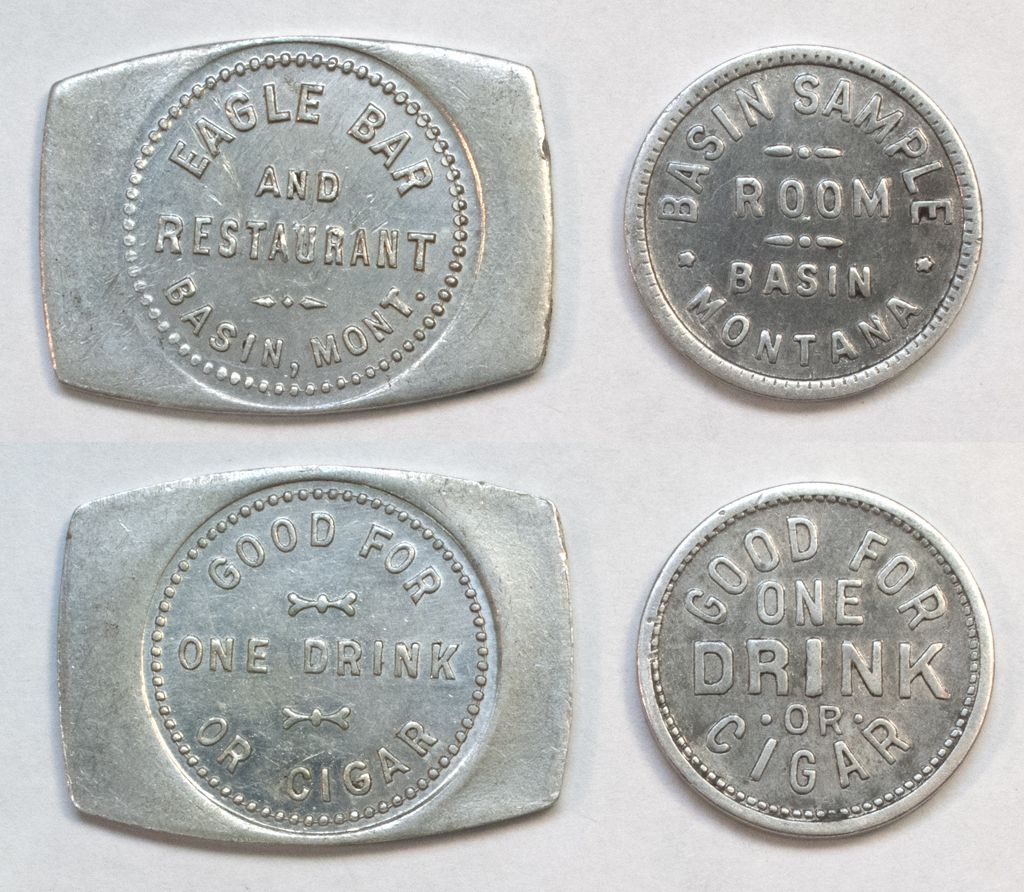 EAGLE BAR
AND
RESTAURANT
BASIN, MONT.
BASIN SAMPLE
ROOM
BASIN
MONTANA
GOOD FOR
ONE DRINK
OR CIGAR
GOOD FOR
ONE
DRINK
·OR·
CIGAR